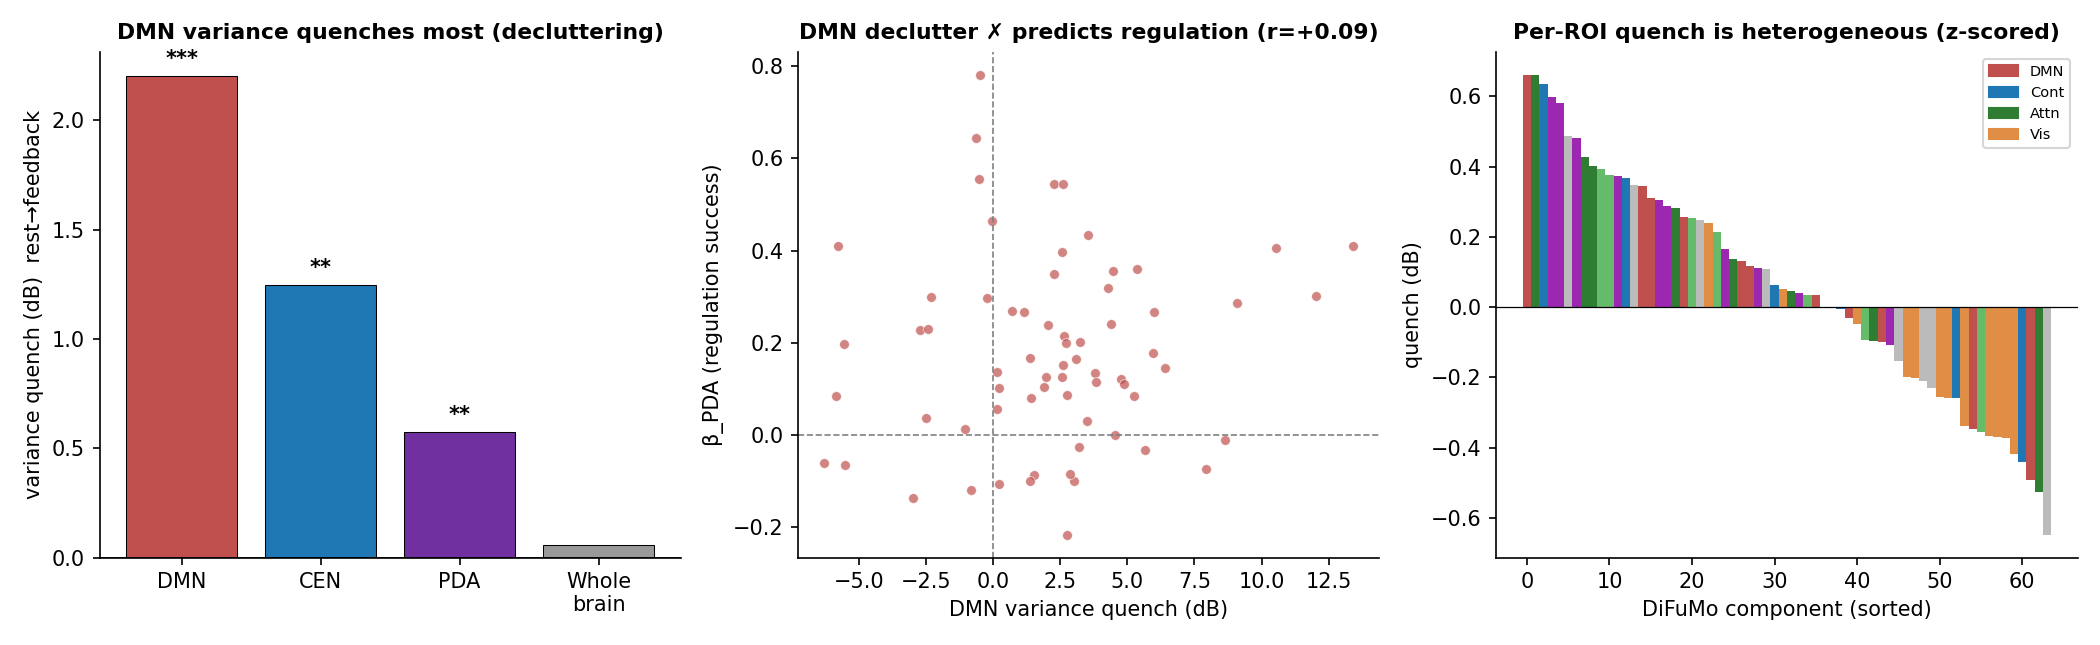 DMN variance quenches most (decluttering)
variance quench (dB)  rest→feedback
2.0
1.5
1.0
0.5
0.0
***
**
**
DMN
CEN
PDA
Whole
brain
DMN declutter ✗ predicts regulation (r=+0.09)
β_PDA (regulation success)
0.8
0.6
0.4
0.2
0.0
−0.2
−5.0
−2.5
0.0
2.5
5.0
7.5
10.0
12.5
DMN variance quench (dB)
Per-ROI quench is heterogeneous (z-scored)
quench (dB)
0.6
0.4
0.2
0.0
−0.2
−0.4
−0.6
DMN
Cont
Attn
Vis
0
10
20
30
40
50
60
DiFuMo component (sorted)